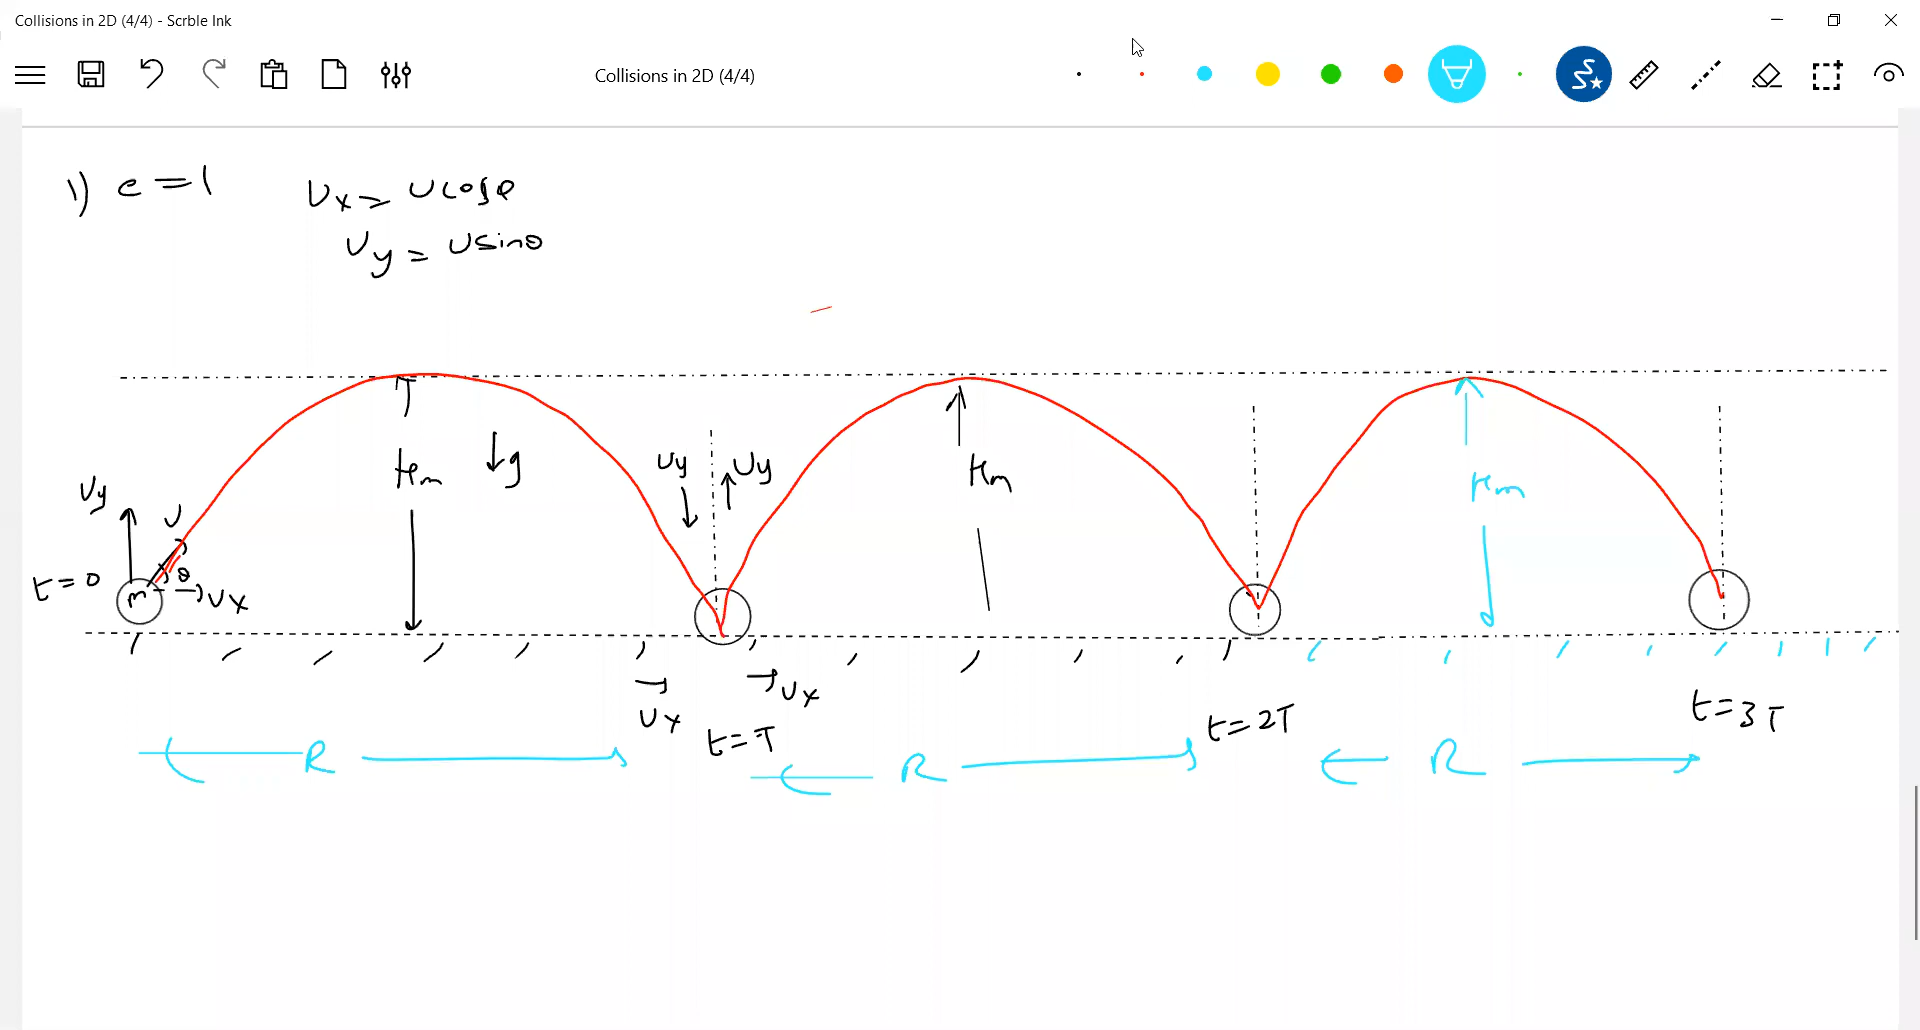 Collisions in 2D (4/4) - Scrble Ink
Collisions in 2D (4/4)
1) e = 1
Ux = Ucosθ
Uy = Usinθ
Hm
↓g
Uy
Uy
Hm
Hm
Uy
U
θ
t = 0
m
Ux
Ux
Ux
t = T
t = 2T
t = 3T
R
R
R